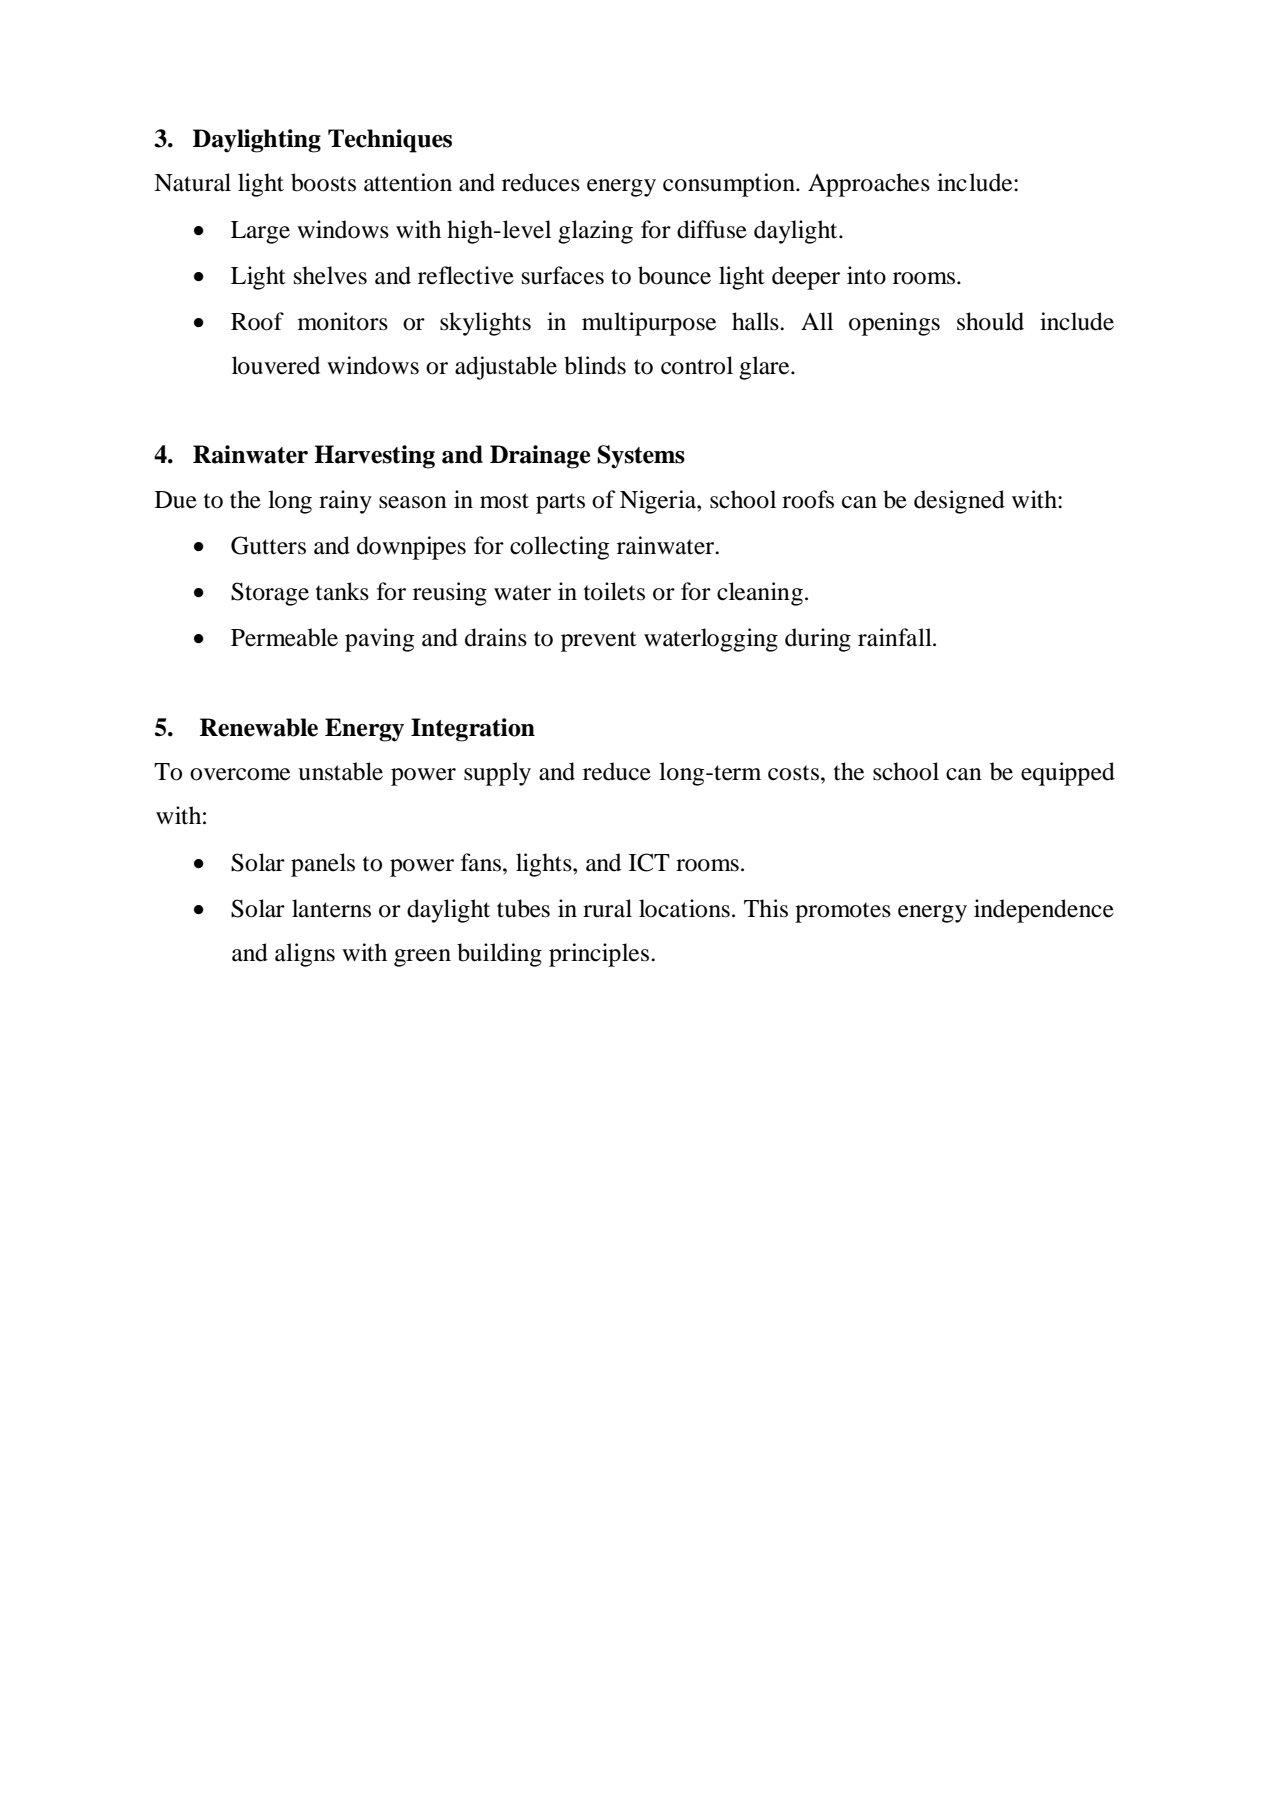 3. Daylighting Techniques
Natural light boosts attention and reduces energy consumption. Approaches include:
• Large windows with high-level glazing for diffuse daylight.
• Light shelves and reflective surfaces to bounce light deeper into rooms.
• Roof monitors or skylights in multipurpose halls. All openings should include
louvered windows or adjustable blinds to control glare.
4. Rainwater Harvesting and Drainage Systems
Due to the long rainy season in most parts of Nigeria, school roofs can be designed with:
• Gutters and downpipes for collecting rainwater.
• Storage tanks for reusing water in toilets or for cleaning.
• Permeable paving and drains to prevent waterlogging during rainfall.
5. Renewable Energy Integration
To overcome unstable power supply and reduce long-term costs, the school can be equipped
with:
• Solar panels to power fans, lights, and ICT rooms.
• Solar lanterns or daylight tubes in rural locations. This promotes energy independence
and aligns with green building principles.